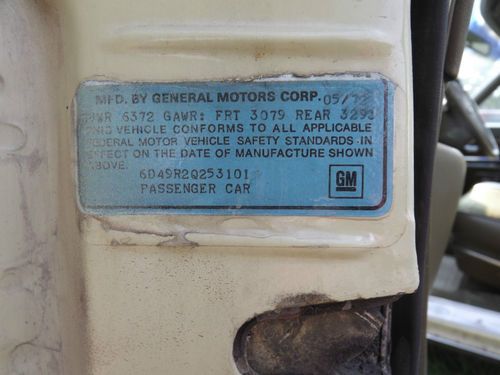 MFD. BY GENERAL MOTORS CORP. 05/72
GVWR 6372 GAWR: FRT 3079 REAR 3293
THIS VEHICLE CONFORMS TO ALL APPLICABLE
FEDERAL MOTOR VEHICLE SAFETY STANDARDS IN
EFFECT ON THE DATE OF MANUFACTURE SHOWN
ABOVE.
6D49R2Q253101
PASSENGER CAR
GM